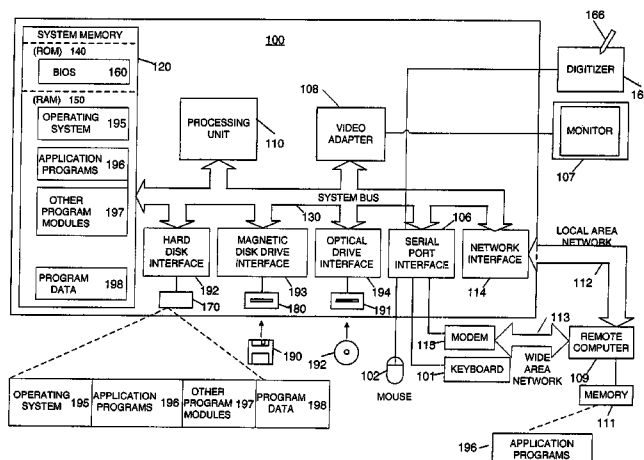 SYSTEM MEMORY
(ROM) 140
BIOS 160
120
(RAM) 150
OPERATING SYSTEM 195
APPLICATION PROGRAMS 196
OTHER PROGRAM MODULES 197
PROGRAM DATA 198
100
PROCESSING UNIT
110
108
VIDEO ADAPTER
166
DIGITIZER
16
MONITOR
107
SYSTEM BUS
130
106
HARD DISK INTERFACE
192
MAGNETIC DISK DRIVE INTERFACE
193
OPTICAL DRIVE INTERFACE
194
SERIAL PORT INTERFACE
NETWORK INTERFACE
114
LOCAL AREA NETWORK
112
170
180
191
190
192
102
MOUSE
MODEM
115
KEYBOARD
101
113
WIDE AREA NETWORK
REMOTE COMPUTER
109
MEMORY
111
OPERATING SYSTEM 195
APPLICATION PROGRAMS 196
OTHER PROGRAM MODULES 197
PROGRAM DATA 198
196
APPLICATION PROGRAMS